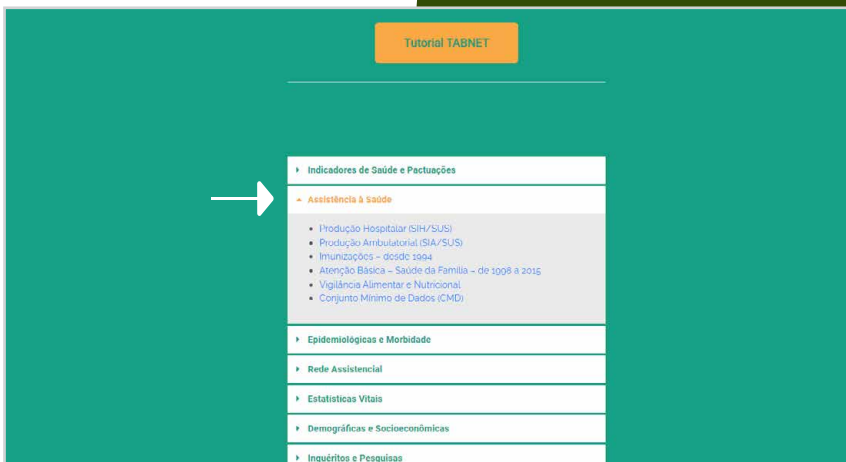 Tutorial TABNET
Indicadores de Saúde e Pactuações
Assistência à Saúde
Produção Hospitalar (SIH/SUS)
Produção Ambulatorial (SIA/SUS)
Imunizações – desde 1994
Atenção Básica – Saúde da Família – de 1998 a 2015
Vigilância Alimentar e Nutricional
Conjunto Mínimo de Dados (CMD)
Epidemiológicas e Morbidade
Rede Assistencial
Estatísticas Vitais
Demográficas e Socioeconômicas
Inquéritos e Pesquisas